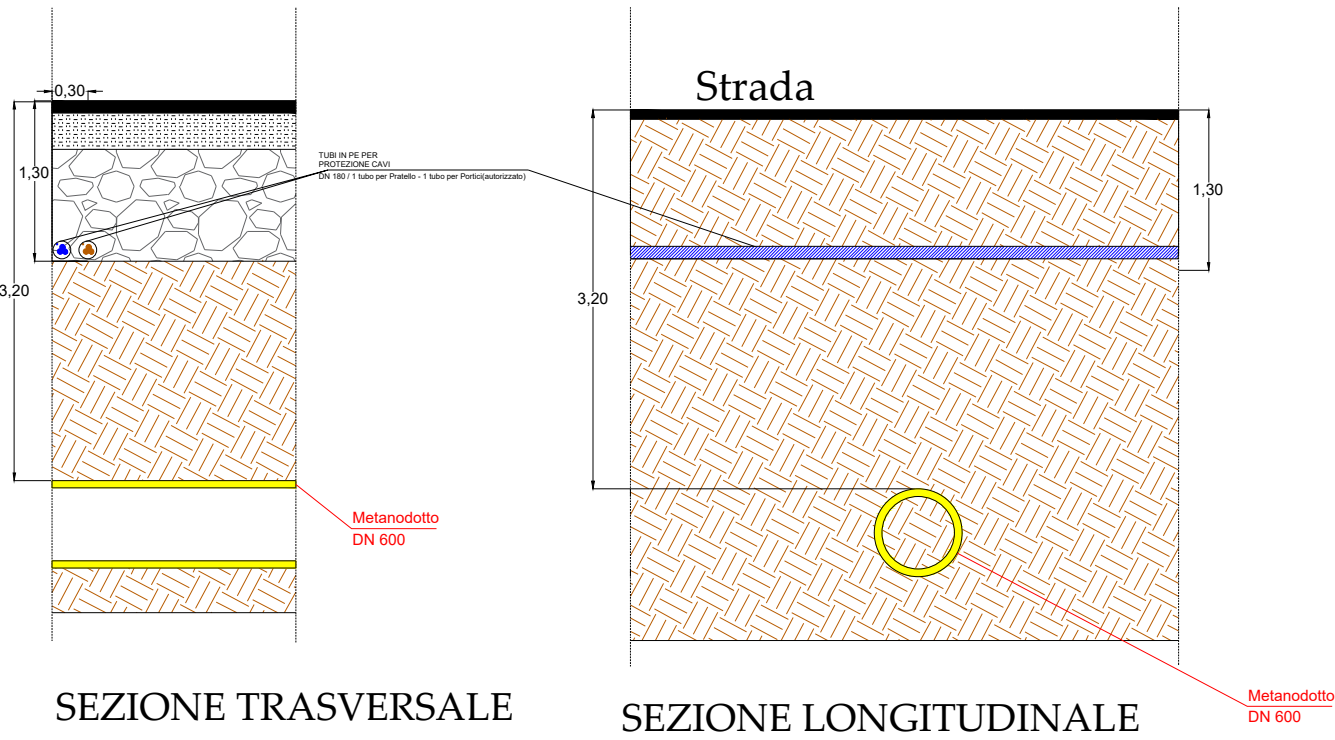 0,30
1,30
3,20
TUBI IN PE PER
PROTEZIONE CAVI
DN 180 / 1 tubo per Pratello - 1 tubo per Portici(autorizzato)
Metanodotto
DN 600
SEZIONE TRASVERSALE
Strada
1,30
3,20
Metanodotto
DN 600
SEZIONE LONGITUDINALE